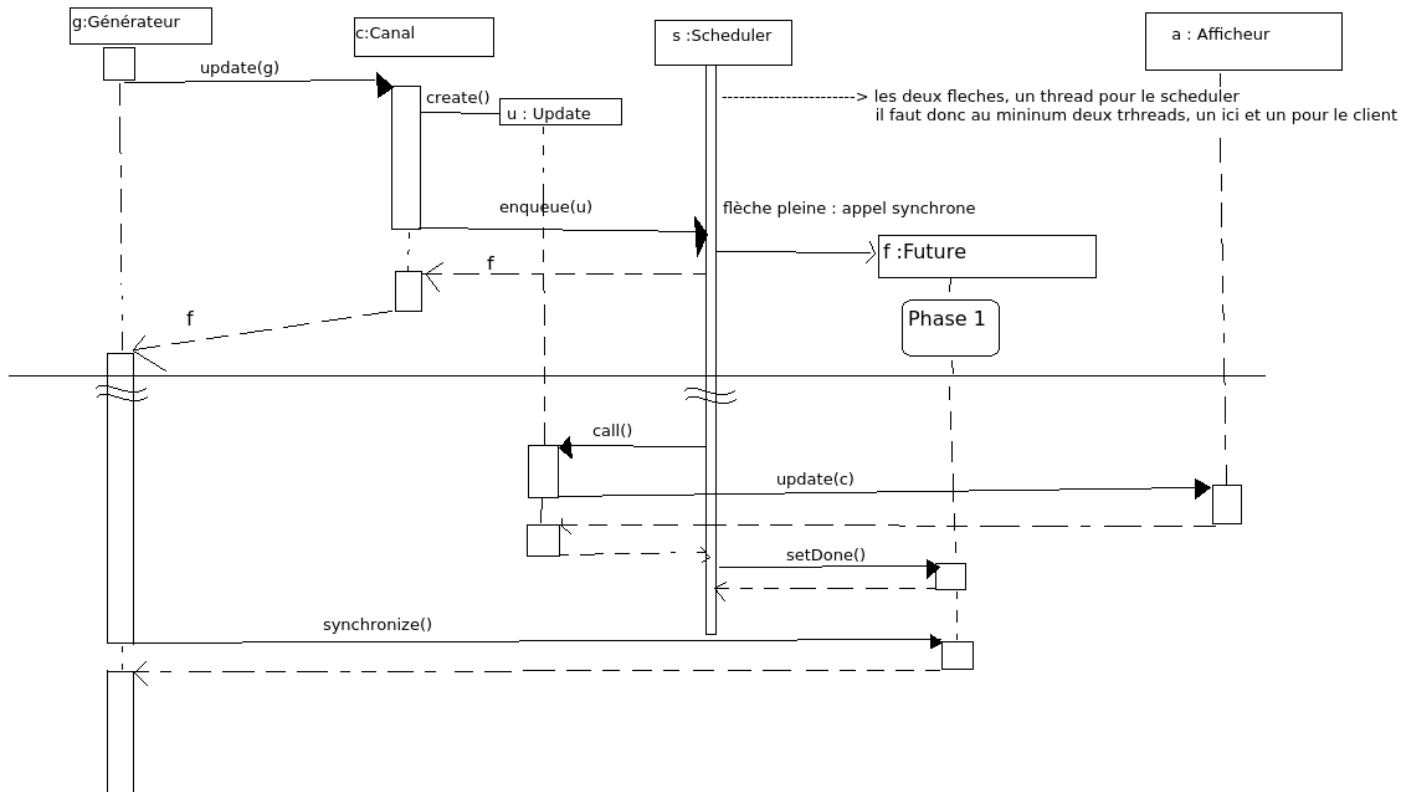 g:Générateur
c:Canal
s :Scheduler
a : Afficheur
update(g)
create()
u : Update
----------------------> les deux fleches, un thread pour le scheduler
il faut donc au mininum deux trhreads, un ici et un pour le client
enqueue(u)
flèche pleine : appel synchrone
f :Future
f
f
Phase 1
call()
update(c)
setDone()
synchronize()